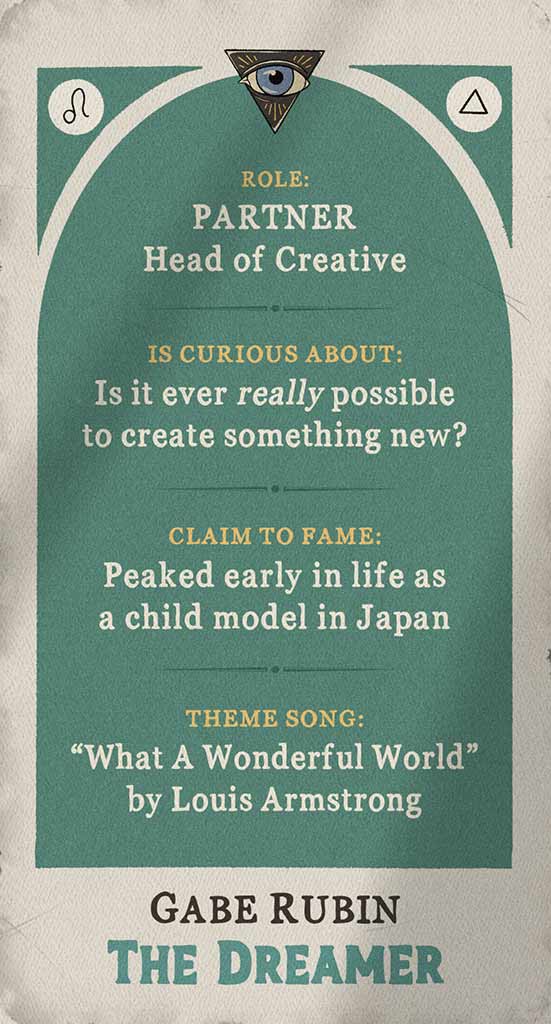 ROLE:
PARTNER
Head of Creative
IS CURIOUS ABOUT:
Is it ever really possible
to create something new?
CLAIM TO FAME:
Peaked early in life as
a child model in Japan
THEME SONG:
“What A Wonderful World”
by Louis Armstrong
GABE RUBIN
THE DREAMER